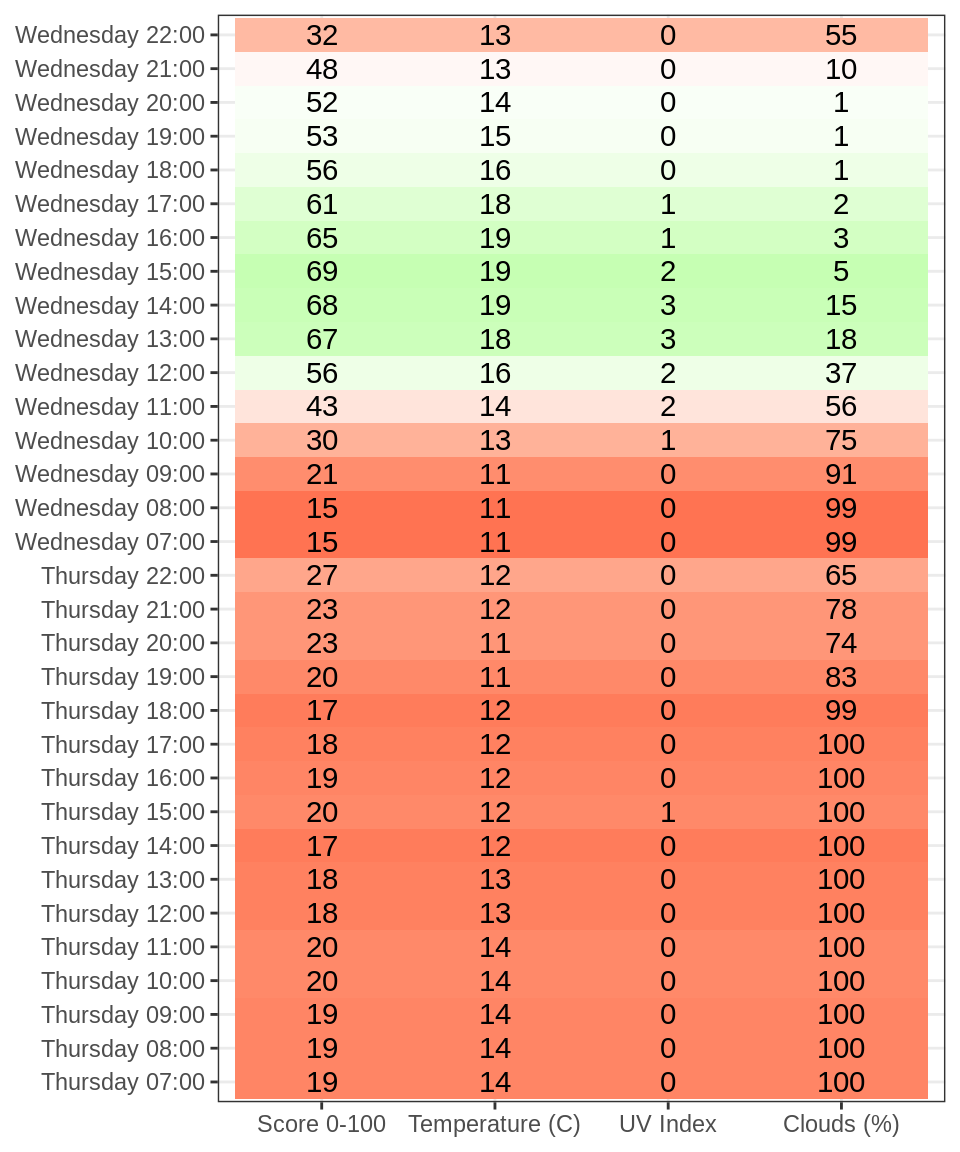 Wednesday 22:00 32 13 0 55
Wednesday 21:00 48 13 0 10
Wednesday 20:00 52 14 0 1
Wednesday 19:00 53 15 0 1
Wednesday 18:00 56 16 0 1
Wednesday 17:00 61 18 1 2
Wednesday 16:00 65 19 1 3
Wednesday 15:00 69 19 2 5
Wednesday 14:00 68 19 3 15
Wednesday 13:00 67 18 3 18
Wednesday 12:00 56 16 2 37
Wednesday 11:00 43 14 2 56
Wednesday 10:00 30 13 1 75
Wednesday 09:00 21 11 0 91
Wednesday 08:00 15 11 0 99
Wednesday 07:00 15 11 0 99
Thursday 22:00 27 12 0 65
Thursday 21:00 23 12 0 78
Thursday 20:00 23 11 0 74
Thursday 19:00 20 11 0 83
Thursday 18:00 17 12 0 99
Thursday 17:00 18 12 0 100
Thursday 16:00 19 12 0 100
Thursday 15:00 20 12 1 100
Thursday 14:00 17 12 0 100
Thursday 13:00 18 13 0 100
Thursday 12:00 18 13 0 100
Thursday 11:00 20 14 0 100
Thursday 10:00 20 14 0 100
Thursday 09:00 19 14 0 100
Thursday 08:00 19 14 0 100
Thursday 07:00 19 14 0 100
Score 0-100 Temperature (C) UV Index Clouds (%)